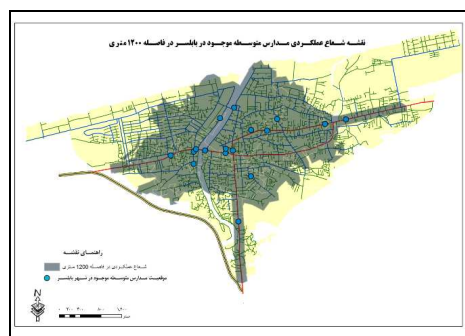 نقشه شعاع عملکردی مدارس متوسطه موجود در بابلسر در فاصله ۱۲۰۰ متری
راهنمای نقشه
شعاع عملکردی در فاصله 1200 متری
موقعیت مدارس متوسطه موجود در شهر بابلسر
N
متر